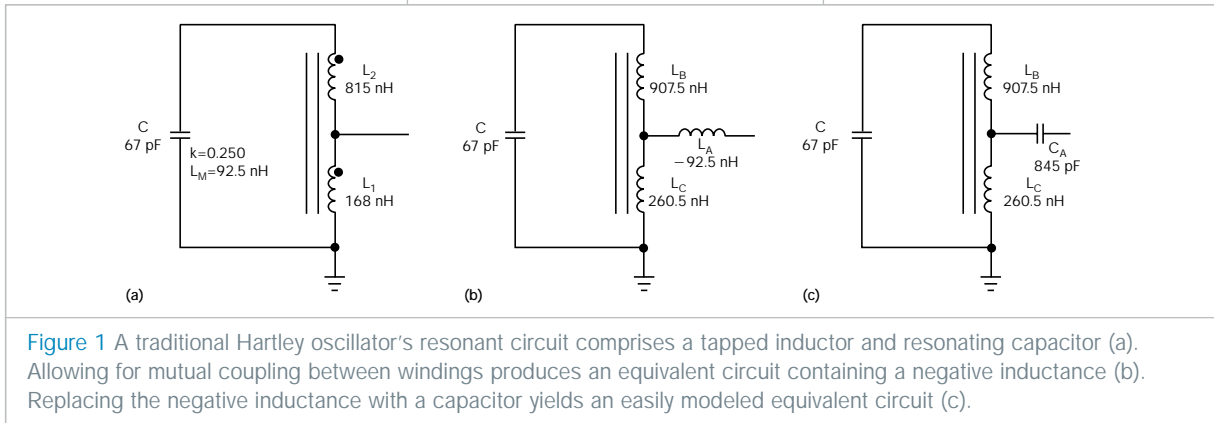 C
67 pF
k=0.250
L_M=92.5 nH
L_2
815 nH
L_1
168 nH
(a)
C
67 pF
L_B
907.5 nH
L_A
−92.5 nH
L_C
260.5 nH
(b)
C
67 pF
L_B
907.5 nH
C_A
845 pF
L_C
260.5 nH
(c)
Figure 1 A traditional Hartley oscillator's resonant circuit comprises a tapped inductor and resonating capacitor (a).
Allowing for mutual coupling between windings produces an equivalent circuit containing a negative inductance (b).
Replacing the negative inductance with a capacitor yields an easily modeled equivalent circuit (c).